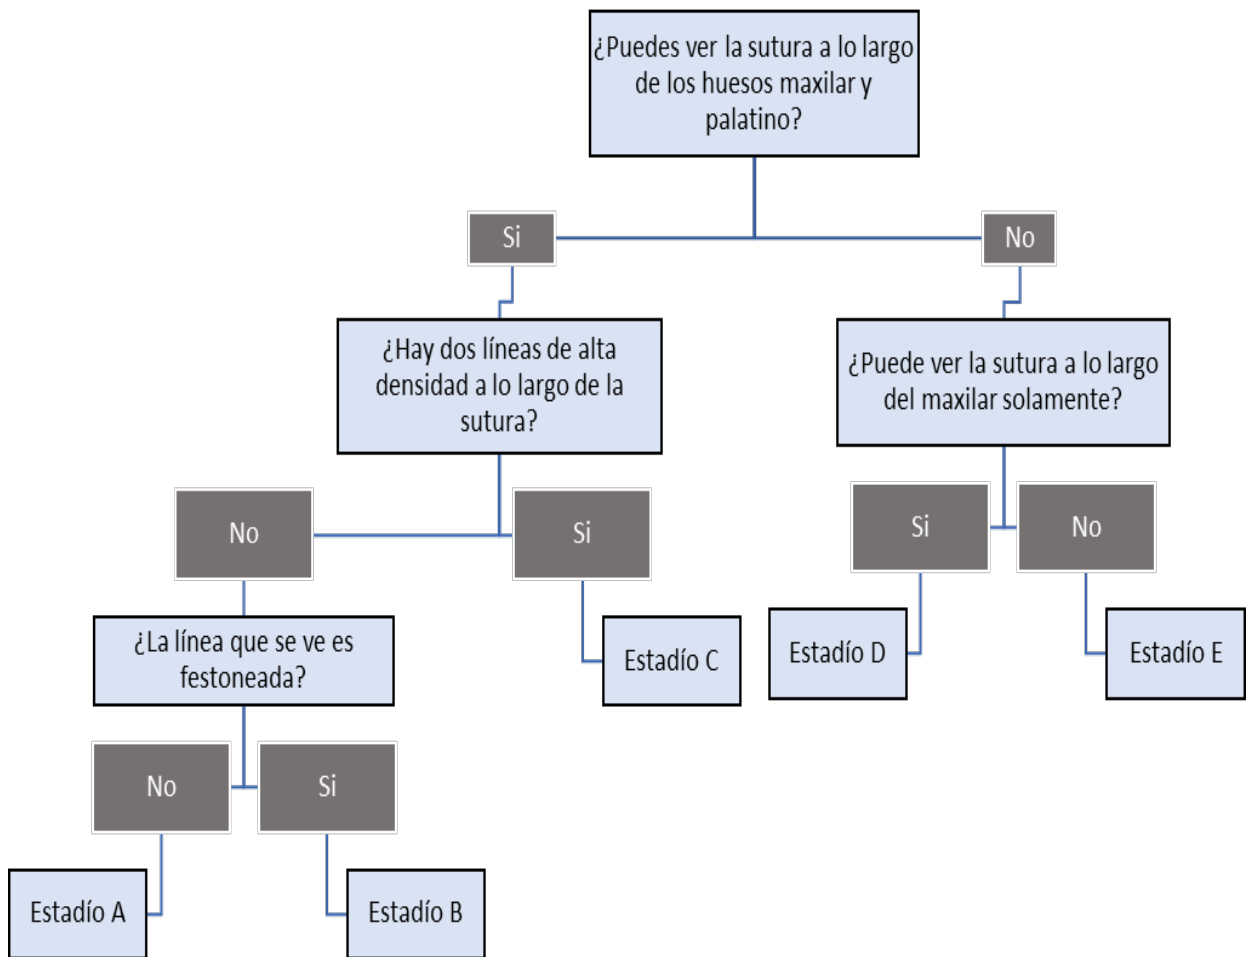 ¿Puedes ver la sutura a lo largo
de los huesos maxilar y
palatino?
Si
No
¿Hay dos líneas de alta
densidad a lo largo de la
sutura?
¿Puede ver la sutura a lo largo
del maxilar solamente?
No
Si
Si
No
¿La línea que se ve es
festoneada?
Estadío C
Estadío D
Estadío E
No
Si
Estadío A
Estadío B